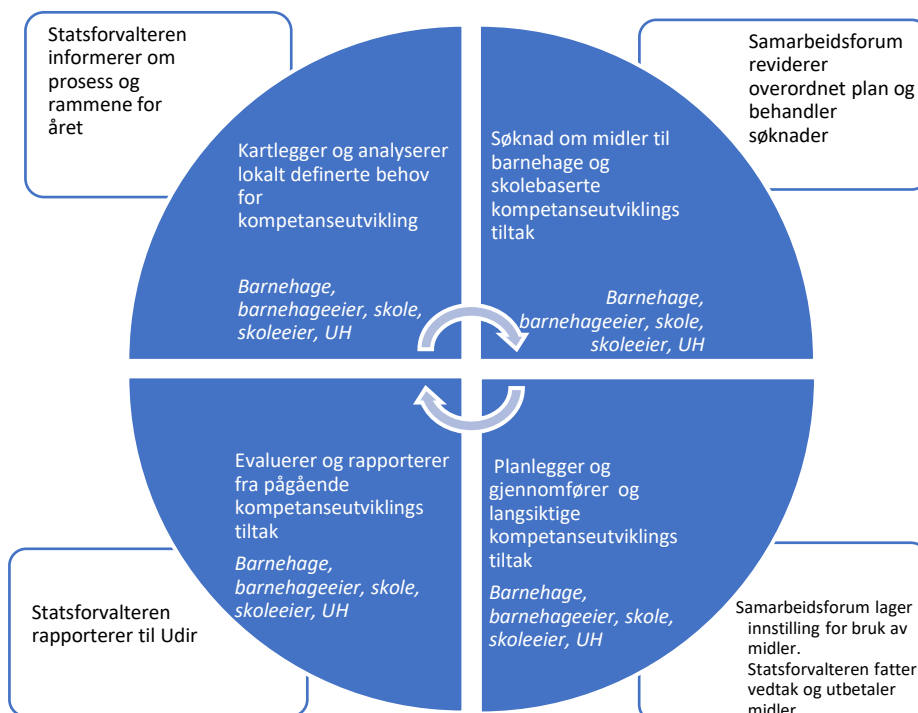 Statsforvalteren
informerer om
prosess og
rammene for
året
Samarbeidsforum
reviderer
overordnet plan og
behandler
søknader
Kartlegger og analyserer
lokalt definerte behov
for
kompetanseutvikling
Barnehage,
barnehageeier, skole,
skoleeier, UH
Søknad om midler til
barnehage og
skolebaserte
kompetanseutviklings
tiltak
Barnehage,
barnehageeier, skole,
skoleeier, UH
Evaluerer og rapporterer
fra pågående
kompetanseutviklings
tiltak
Barnehage,
barnehageeier, skole,
skoleeier, UH
Planlegger og
gjennomfører og
langsiktige
kompetanseutviklings
tiltak
Barnehage,
barnehageeier, skole,
skoleeier, UH
Statsforvalteren
rapporterer til Udir
Samarbeidsforum lager
innstilling for bruk av
midler.
Statsforvalteren fatter
vedtak og utbetaler
midler